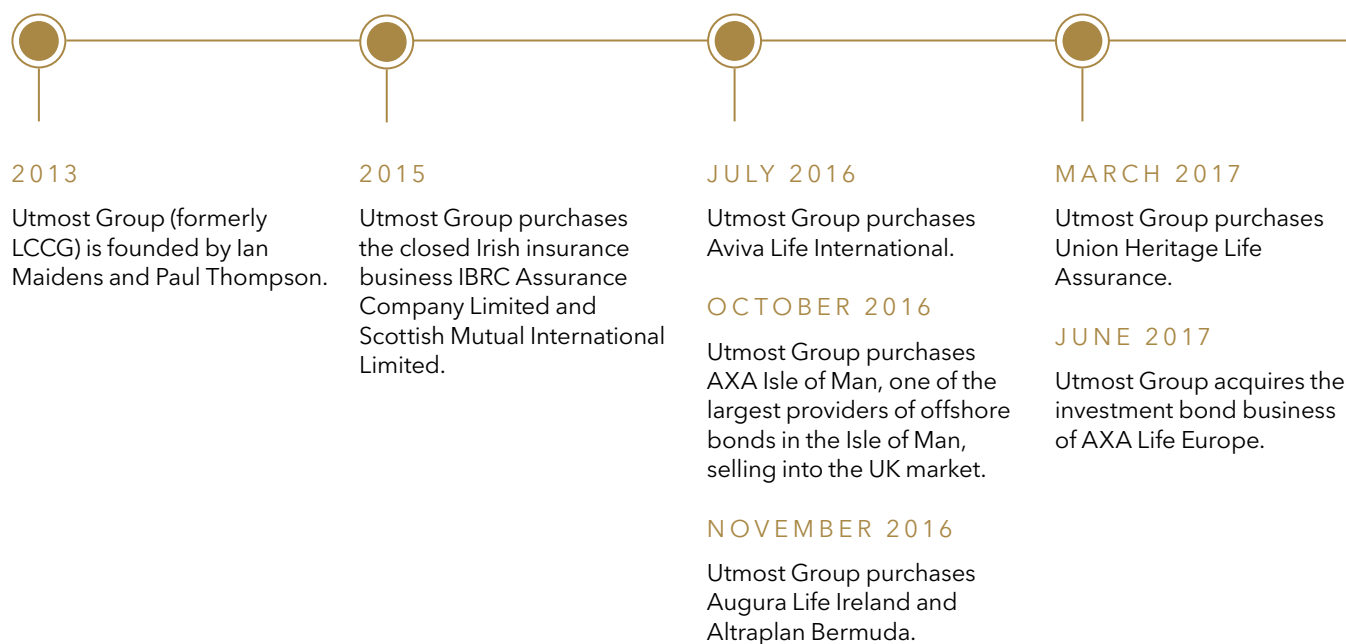 2013
Utmost Group (formerly
LCCG) is founded by Ian
Maidens and Paul Thompson.
2015
Utmost Group purchases
the closed Irish insurance
business IBRC Assurance
Company Limited and
Scottish Mutual International
Limited.
JULY 2016
Utmost Group purchases
Aviva Life International.
OCTOBER 2016
Utmost Group purchases
AXA Isle of Man, one of the
largest providers of offshore
bonds in the Isle of Man,
selling into the UK market.
NOVEMBER 2016
Utmost Group purchases
Augura Life Ireland and
Altraplan Bermuda.
MARCH 2017
Utmost Group purchases
Union Heritage Life
Assurance.
JUNE 2017
Utmost Group acquires the
investment bond business
of AXA Life Europe.